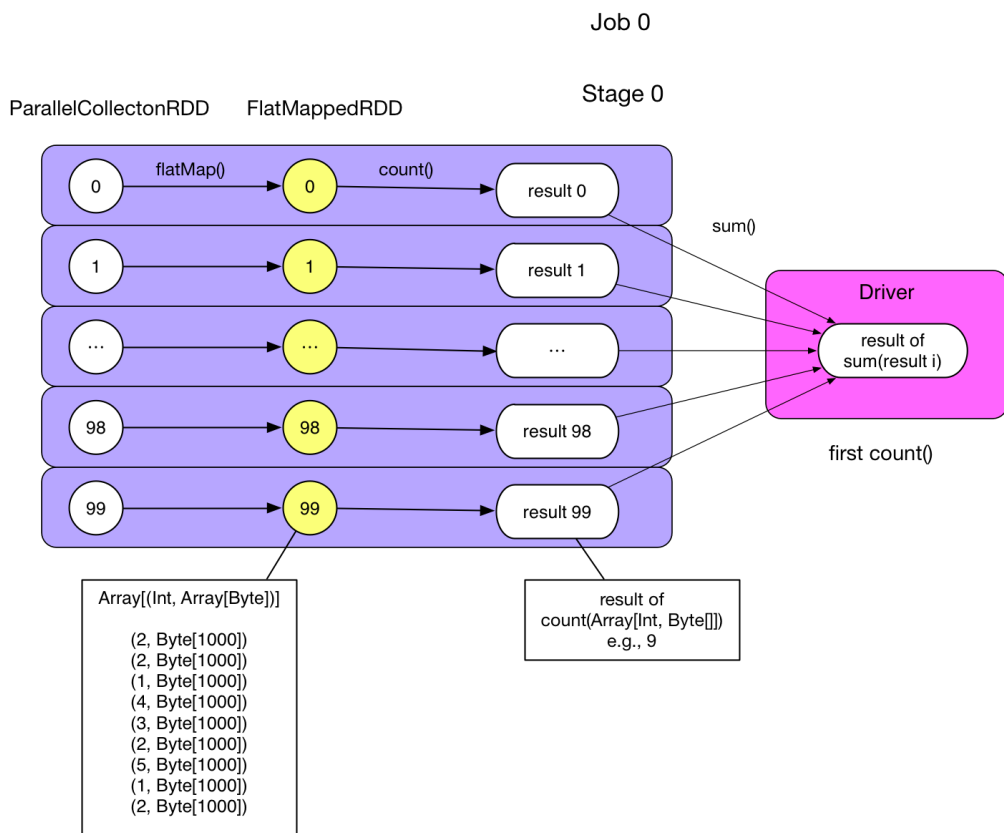 Job 0
Stage 0
ParallelCollectonRDD
FlatMappedRDD
0
flatMap()
0
count()
result 0
sum()
1
1
result 1
Driver
...
...
...
result of
sum(result i)
98
98
result 98
first count()
99
99
result 99
Array[(Int, Array[Byte])]
(2, Byte[1000])
(2, Byte[1000])
(1, Byte[1000])
(4, Byte[1000])
(3, Byte[1000])
(2, Byte[1000])
(5, Byte[1000])
(1, Byte[1000])
(2, Byte[1000])
result of
count(Array[Int, Byte[]])
e.g., 9